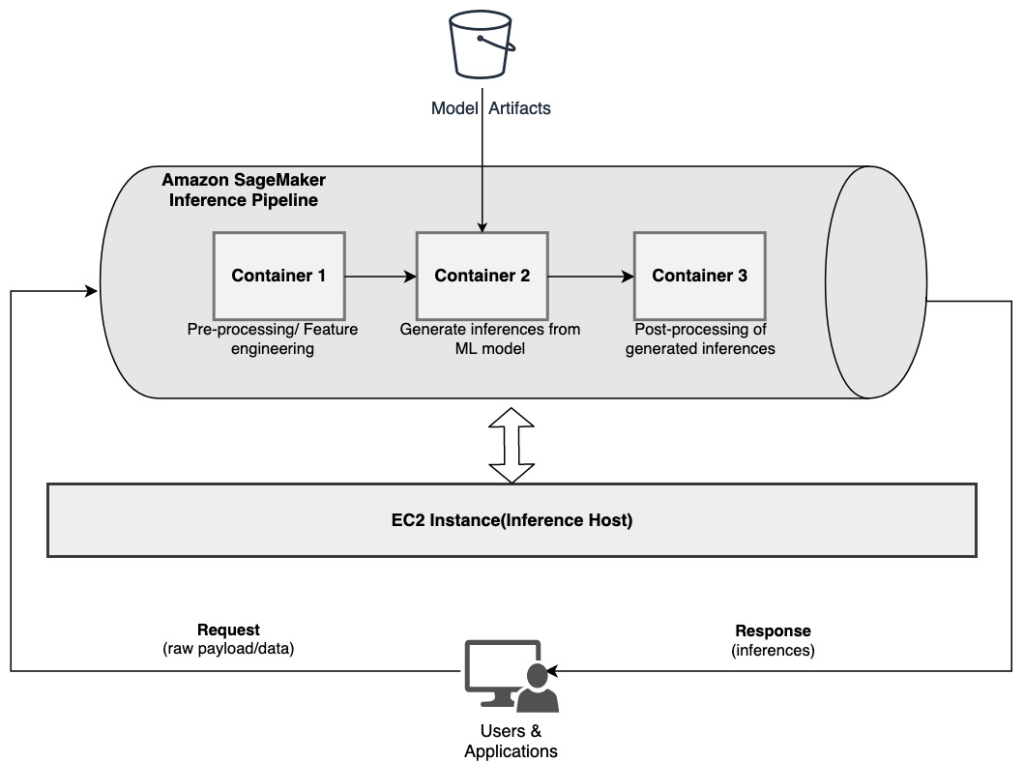 Model Artifacts
Amazon SageMaker
Inference Pipeline
Container 1
Pre-processing/ Feature
engineering
Container 2
Generate inferences from
ML model
Container 3
Post-processing of
generated inferences
EC2 Instance(Inference Host)
Request
(raw payload/data)
Response
(inferences)
Users &
Applications